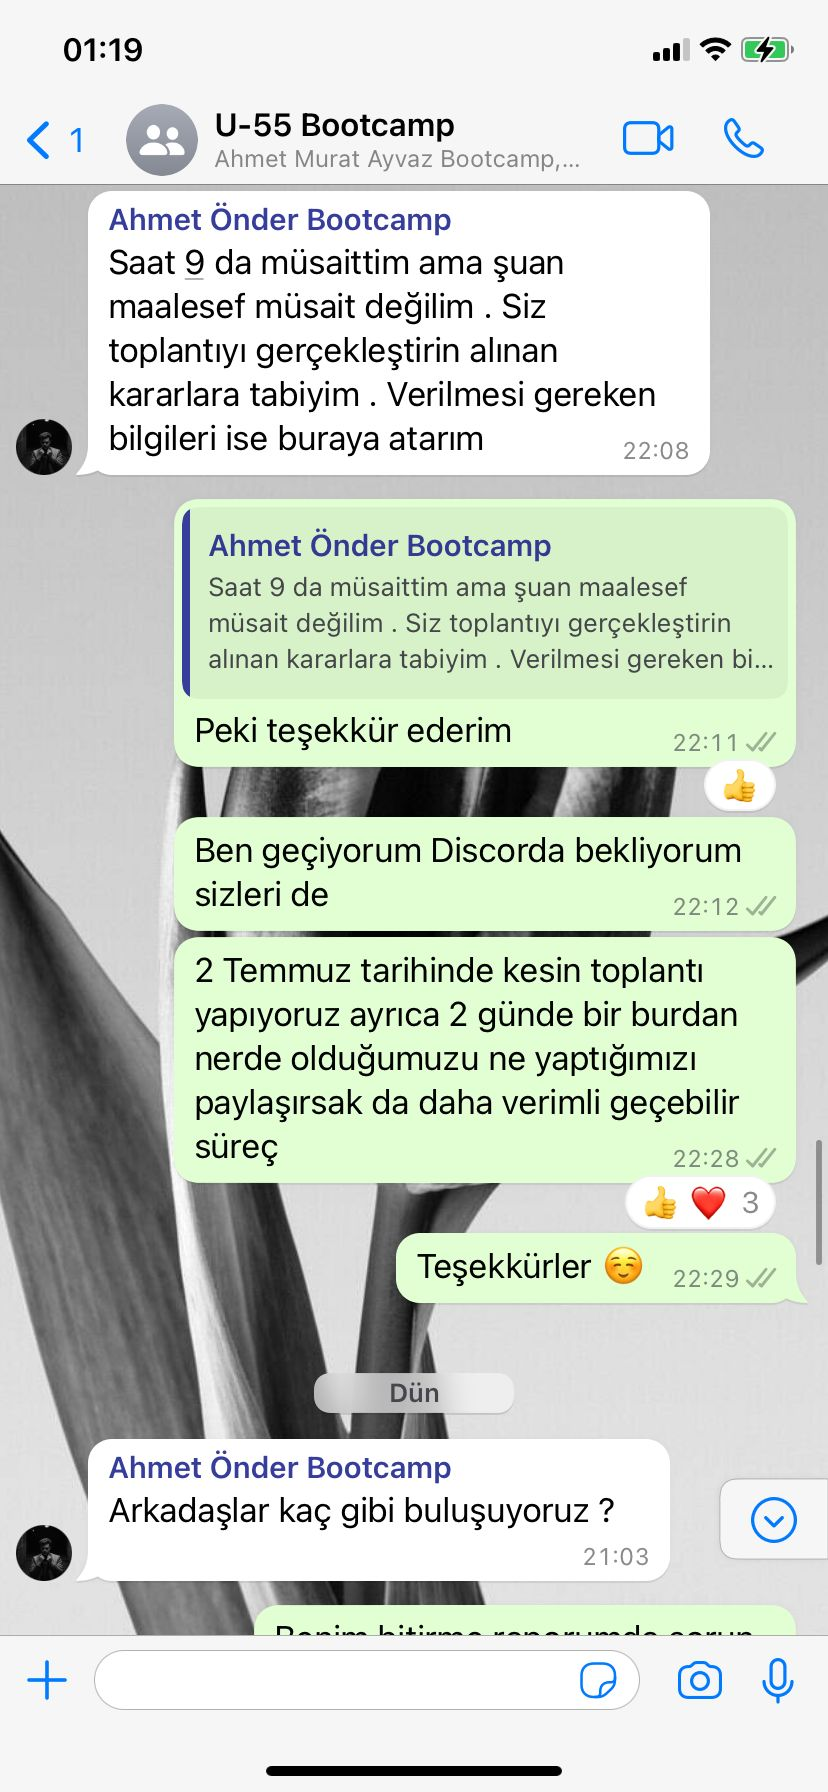 01:19
1
U-55 Bootcamp
Ahmet Murat Ayvaz Bootcamp,...
Ahmet Önder Bootcamp
Saat 9 da müsaittim ama şuan
maalesef müsait değilim . Siz
toplantıyı gerçekleştirin alınan
kararlara tabiyim . Verilmesi gereken
bilgileri ise buraya atarım
22:08
Ahmet Önder Bootcamp
Saat 9 da müsaittim ama şuan maalesef
müsait değilim . Siz toplantıyı gerçekleştirin
alınan kararlara tabiyim . Verilmesi gereken bi...
Peki teşekkür ederim
22:11
👍
Ben geçiyorum Discorda bekliyorum
sizleri de
22:12
2 Temmuz tarihinde kesin toplantı
yapıyoruz ayrıca 2 günde bir burdan
nerde olduğumuzu ne yaptığımızı
paylaşırsak da daha verimli geçebilir
süreç
22:28
👍 ❤️ 3
Teşekkürler ☺️
22:29
Dün
Ahmet Önder Bootcamp
Arkadaşlar kaç gibi buluşuyoruz ?
21:03
Benim bitirme raporumda sorun